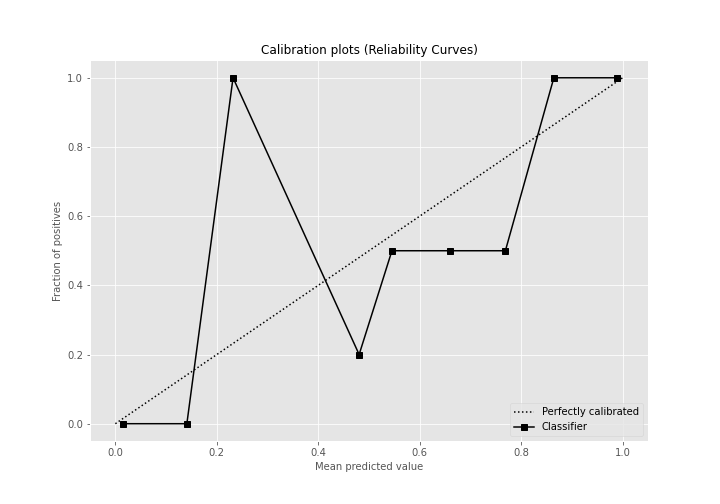 Calibration plots (Reliability Curves)
1.0
0.8
0.6
0.4
0.2
0.0
Fraction of positives
0.0 0.2 0.4 0.6 0.8 1.0
Mean predicted value
Perfectly calibrated
Classifier